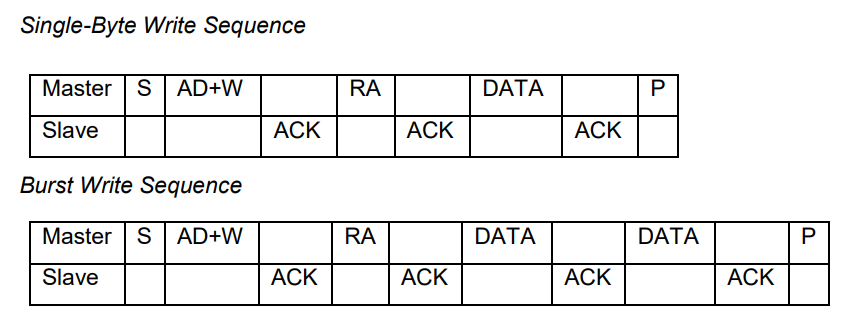 Single-Byte Write Sequence
Master S AD+W RA DATA P
Slave ACK ACK ACK
Burst Write Sequence
Master S AD+W RA DATA DATA P
Slave ACK ACK ACK ACK